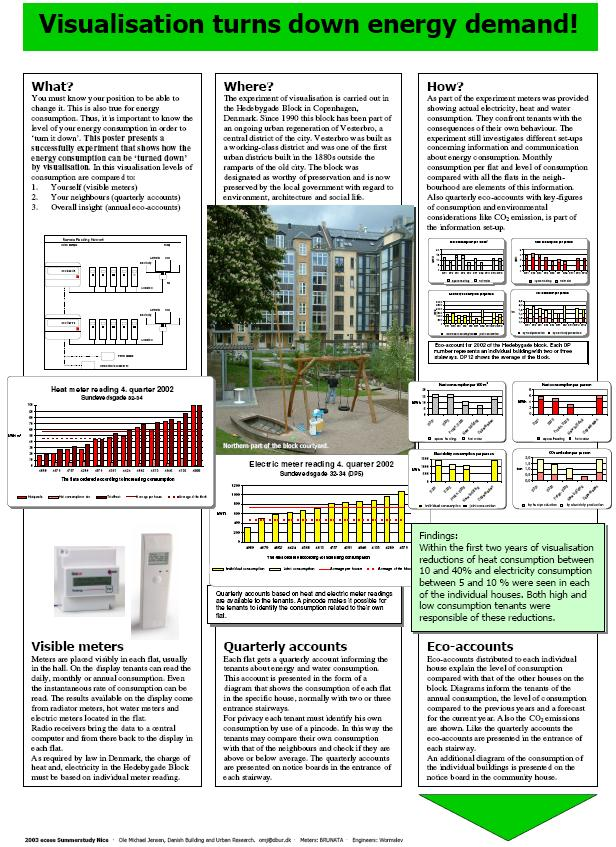 Visualisation turns down energy demand!
What?
You must know your position to be able to
change it. This is also true for energy
consumption. Thus, it is important to know the
level of your energy consumption in order to
'turn it down'. This poster presents a
successfully experiment that shows how the
energy consumption can be 'turned down'
by visualisation. In this visualisation levels of
consumption are compared to:
1. Yourself (visible meters)
2. Your neighbours (quarterly accounts)
3. Overall insight (annual eco-accounts)
Heat meter reading 4. quarter 2002
Sundevedsgade 32-34
The flats ordered according to increasing consumption
Visible meters
Meters are placed visibly in each flat, usually
in the hall. On the display tenants can read the
daily, monthly or annual consumption. Even
the instantaneous rate of consumption can be
read. The results available on the display come
from radiator meters, hot water meters and
electric meters located in the flat.
Radio receivers bring the data to a central
computer and from there back to the display in
each flat.
As required by law in Denmark, the charge of
heat and, electricity in the Hedebygade Block
must be based on individual meter reading.
Where?
The experiment of visualisation is carried out in
the Hedebygade Block in Copenhagen,
Denmark. Since 1990 this block has been part of
an ongoing urban regeneration of Vesterbro, a
central district of the city. Vesterbro was built as
a working-class district and was one of the first
urban districts built in the 1880s outside the
ramparts of the old city. The block was
designated as worthy of preservation and is now
preserved by the local government with regard to
environment, architecture and social life.
Northern part of the block courtyard.
Electric meter reading 4. quarter 2002
Sundevedsgade 32-34 (DP5)
The flats ordered according to increasing consumption
Quarterly accounts based on heat and electric meter readings
are available to the tenants. A pincode makes it possible for
the tenants to identify the consumption related to their own
flat.
Quarterly accounts
Each flat gets a quarterly account informing the
tenants about energy and water consumption.
This account is presented in the form of a
diagram that shows the consumption of each flat
in the specific house, normally with two or three
entrance stairways.
For privacy each tenant must identify his own
consumption by use of a pincode. In this way the
tenants may compare their own consumption
with that of the neighbours and check if they are
above or below average. The quarterly accounts
are presented on notice boards in the entrance of
each stairway.
How?
As part of the experiment meters was provided
showing actual electricity, heat and water
consumption. They confront tenants with the
consequences of their own behaviour. The
experiment still investigates different set-ups
concerning information and communication
about energy consumption. Monthly
consumption per flat and level of consumption
compared with all the flats in the neigh-
bourhood are elements of this information.
Also quarterly eco-accounts with key-figures
of consumption and environmental
considerations like CO2 emission, is part of
the information set-up.
Eco-account for 2002 of the Hedebygade block. Each DP
number represents an individual building with two or three
stairways. DP12 shows the average of the block.
Findings:
Within the first two years of visualisation
reductions of heat consumption between
10 and 40% and electricity consumption
between 5 and 10 % were seen in each
of the individual houses. Both high and
low consumption tenants were
responsible of these reductions.
Eco-accounts
Eco-accounts distributed to each individual
house explain the level of consumption
compared with that of the other houses on the
block. Diagrams inform the tenents of the
annual consumption, the level of consumption
compared to the previous years and a forecast
for the current year. Also the CO2 emissions
are shown. Like the quarterly accounts the
eco-accounts are presented in the entrance of
each stairway.
An additional diagram of the consumption of
the individual buildings is presented on the
notice board in the community house.
2003 eceee Summerstudy Nice · Ole Michael Jensen, Danish Building and Urban Research, omj@dbur.dk · Meters: BRUNATA · Engineers: Wormslev